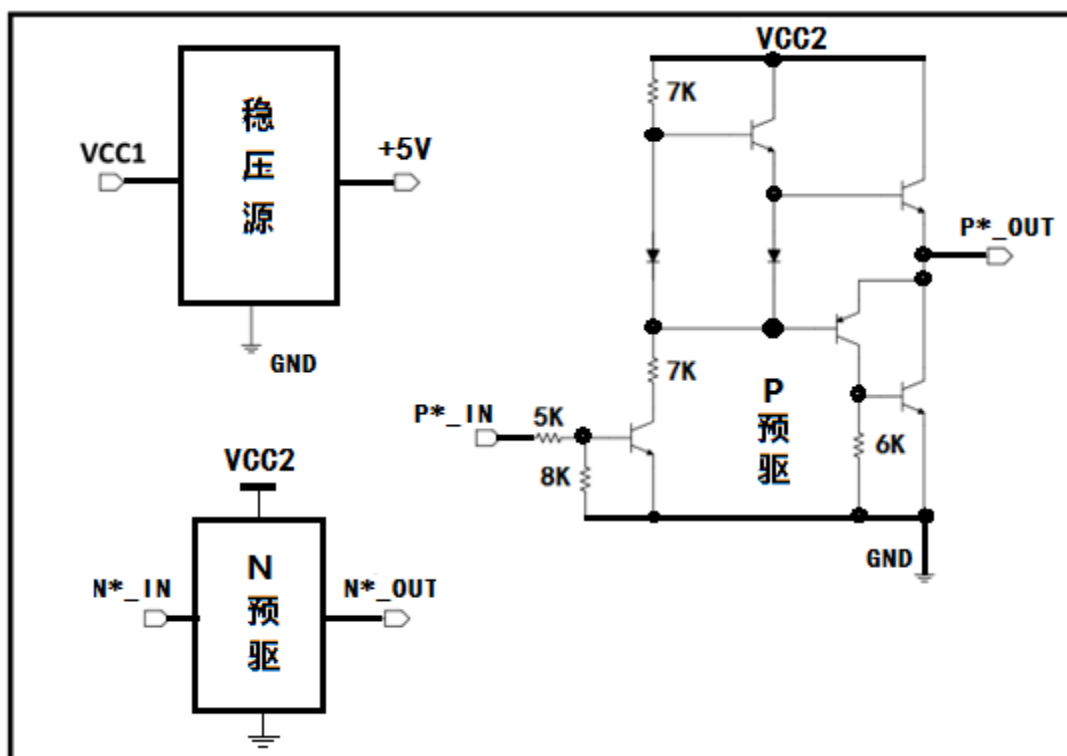 VCC1
稳
压
源
+5V
GND
VCC2
N*_IN
N
预
驱
N*_OUT
VCC2
7K
P*_OUT
7K
P*_IN
5K
8K
P
预
驱
6K
GND